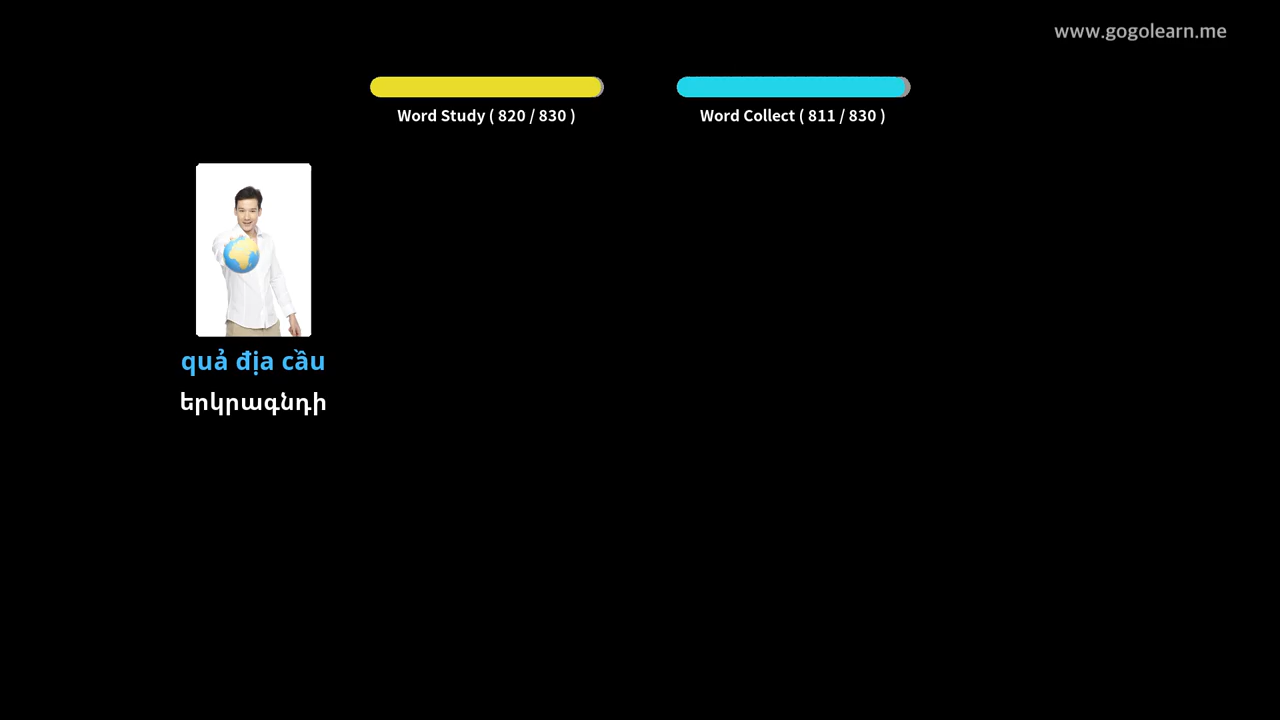 www.gogolearn.me
Word Study ( 820 / 830 )
Word Collect ( 811 / 830 )
quả địa cầu
երկրագնդի